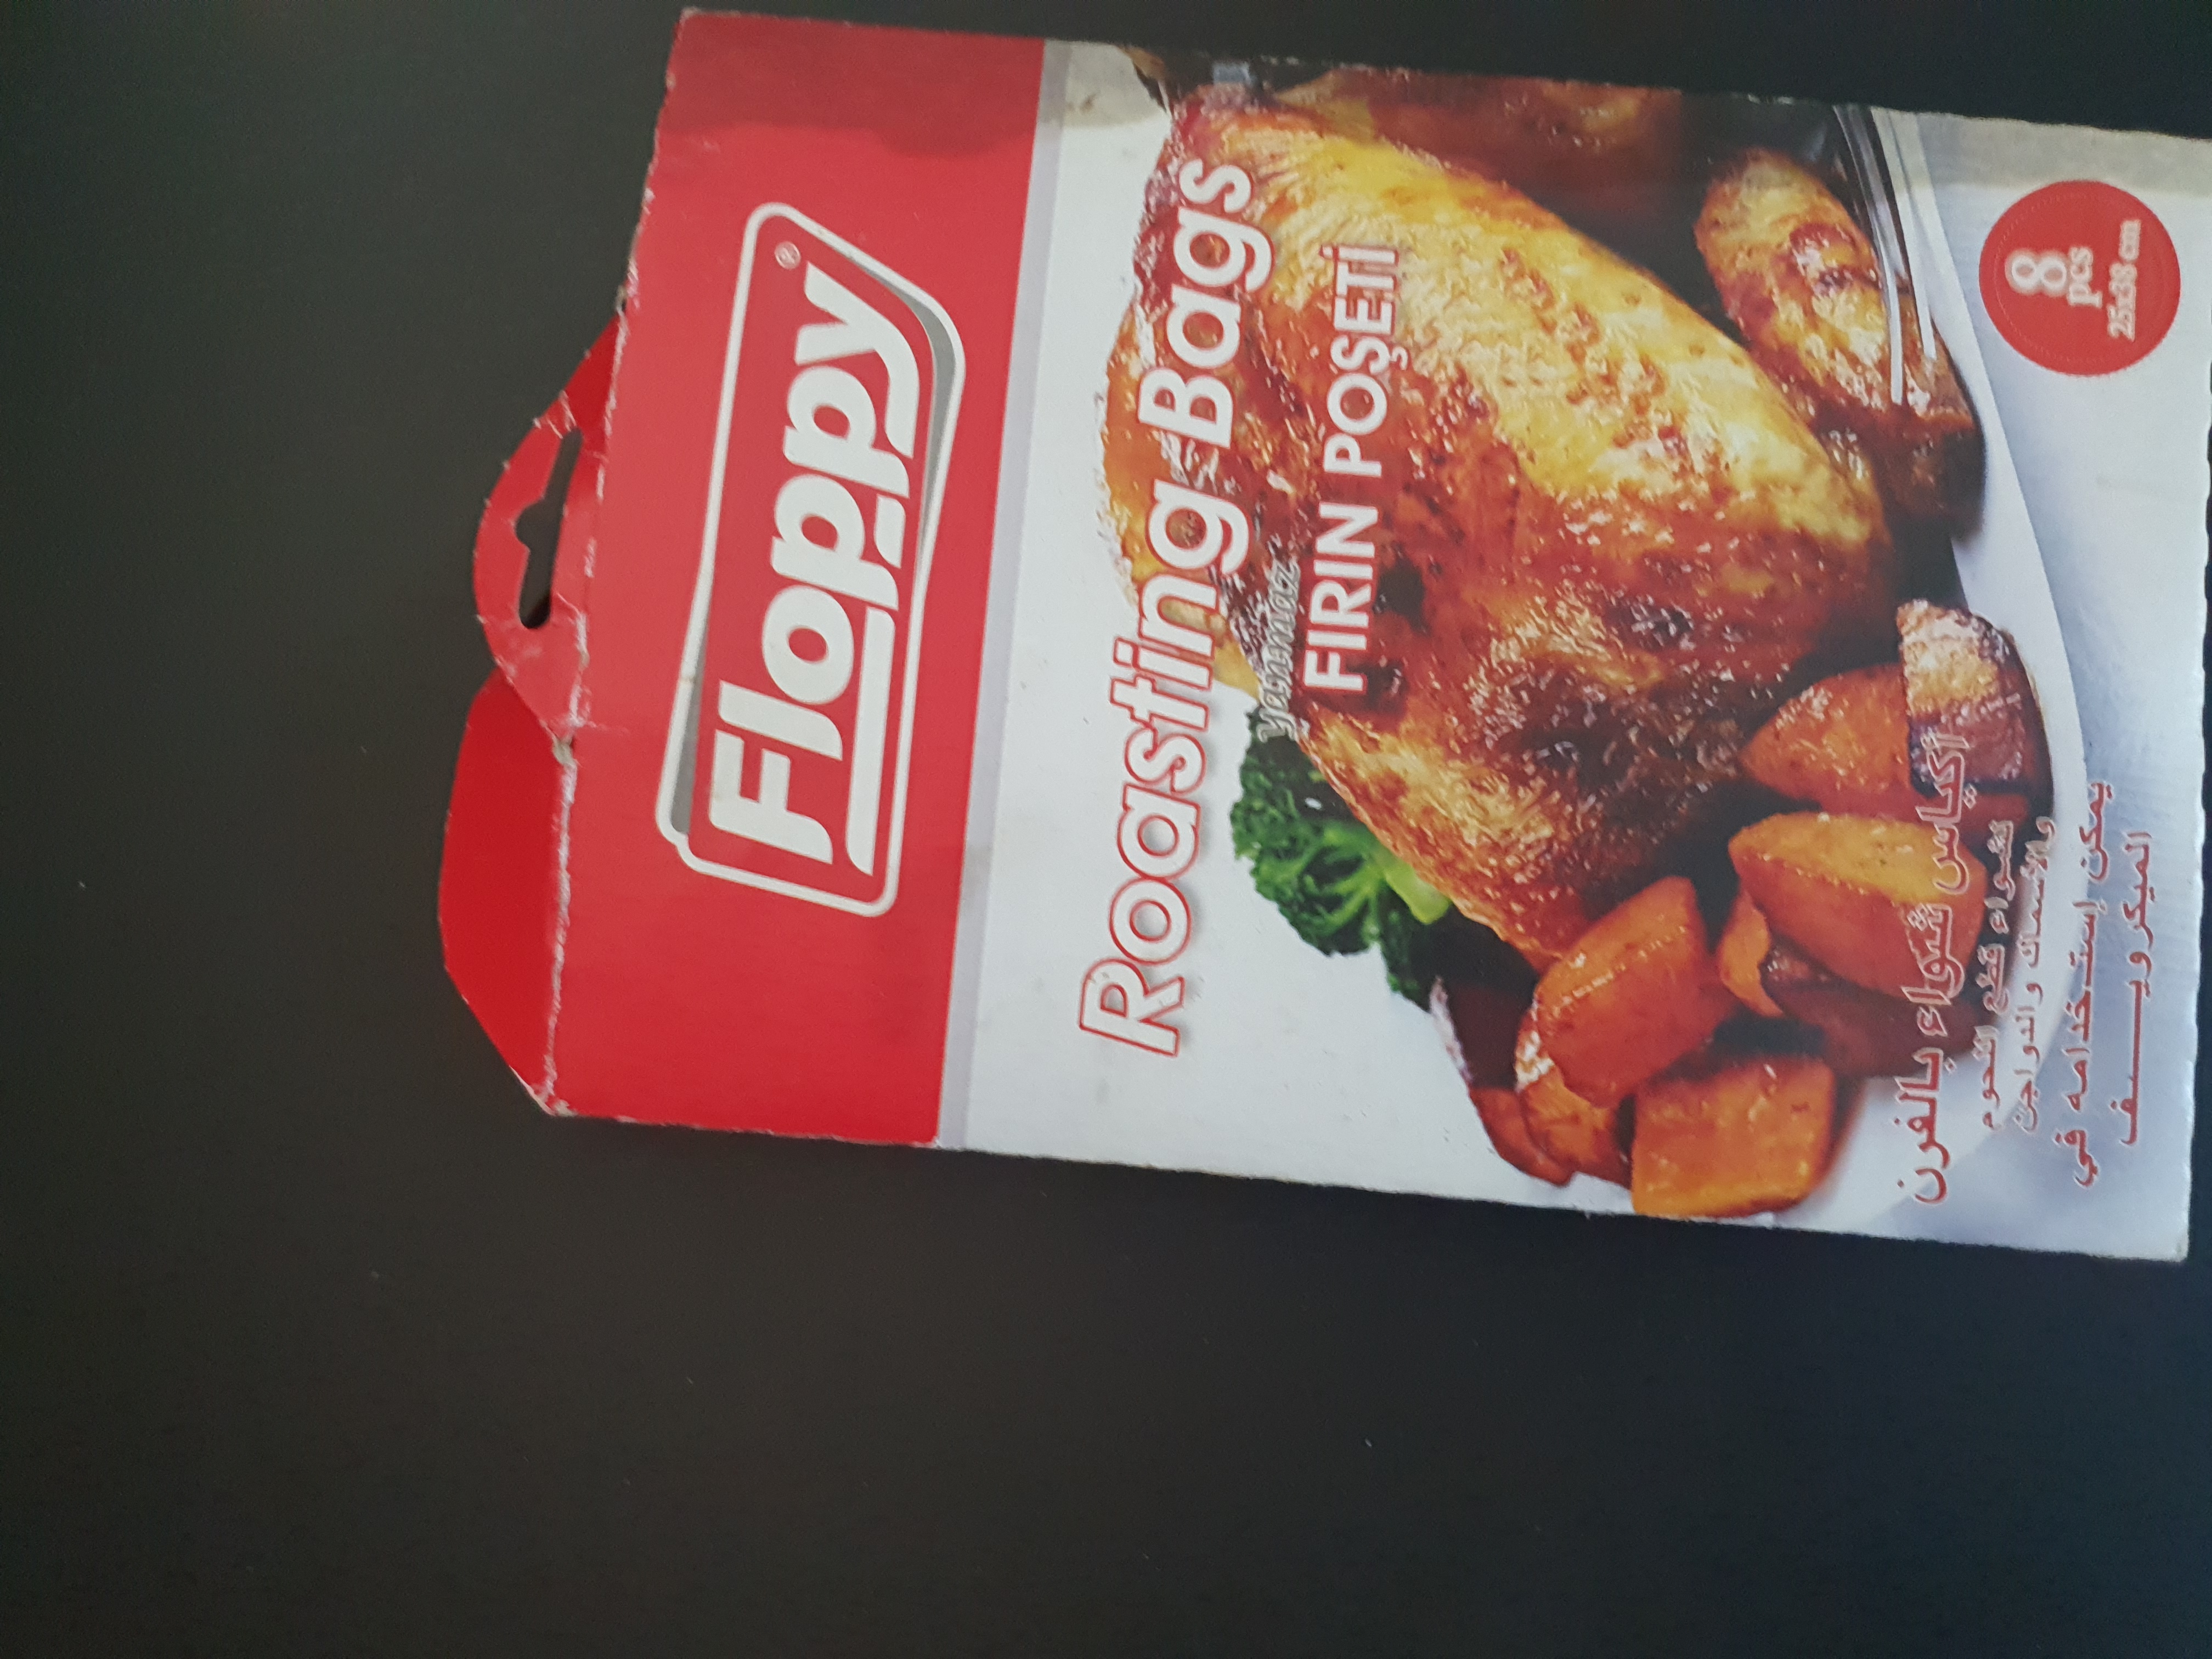 Floppy®
Roasting Bags
yanmaz
FIRIN POŞETİ
أكياس شواء بالفرن
لشواء قطع اللحوم
والأسماك والدواجن
يمكن إستخدامه في
الميكرويـــــف
8
pcs
25x38 cm